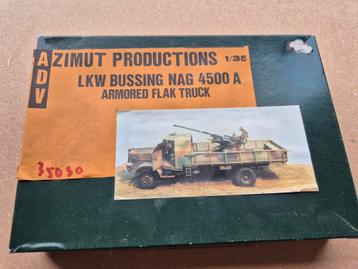 ADV
AZIMUT PRODUCTIONS 1/35
LKW BUSSING NAG 4500 A
ARMORED FLAK TRUCK
35030